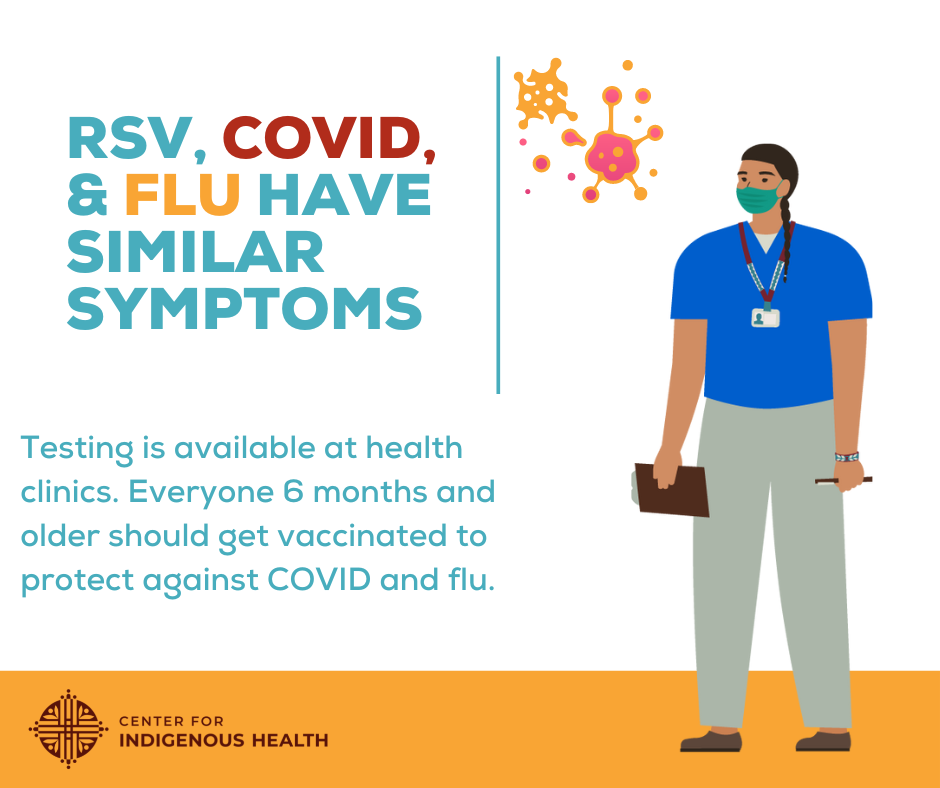 RSV, COVID,
& FLU HAVE
SIMILAR
SYMPTOMS
Testing is available at health
clinics. Everyone 6 months and
older should get vaccinated to
protect against COVID and flu.
CENTER FOR
INDIGENOUS HEALTH